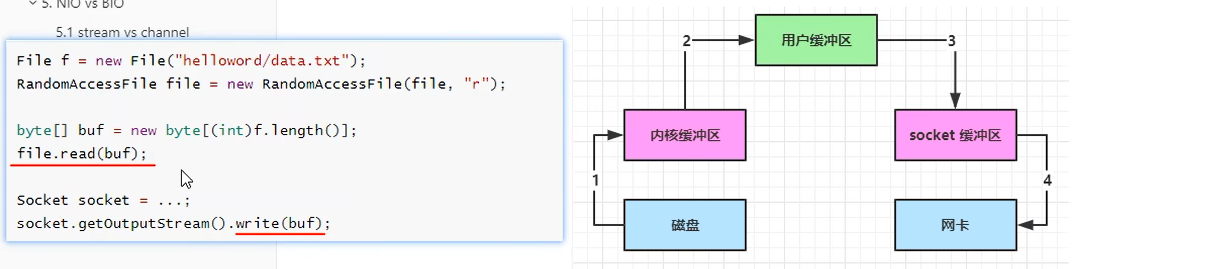 5. NIO vs BIO
5.1 stream vs channel
File f = new File("helloword/data.txt");
RandomAccessFile file = new RandomAccessFile(file, "r");
byte[] buf = new byte[(int)f.length()];
file.read(buf);
Socket socket = ...;
socket.getOutputStream().write(buf);
用户缓冲区
2
3
内核缓冲区
socket 缓冲区
1
4
磁盘
网卡